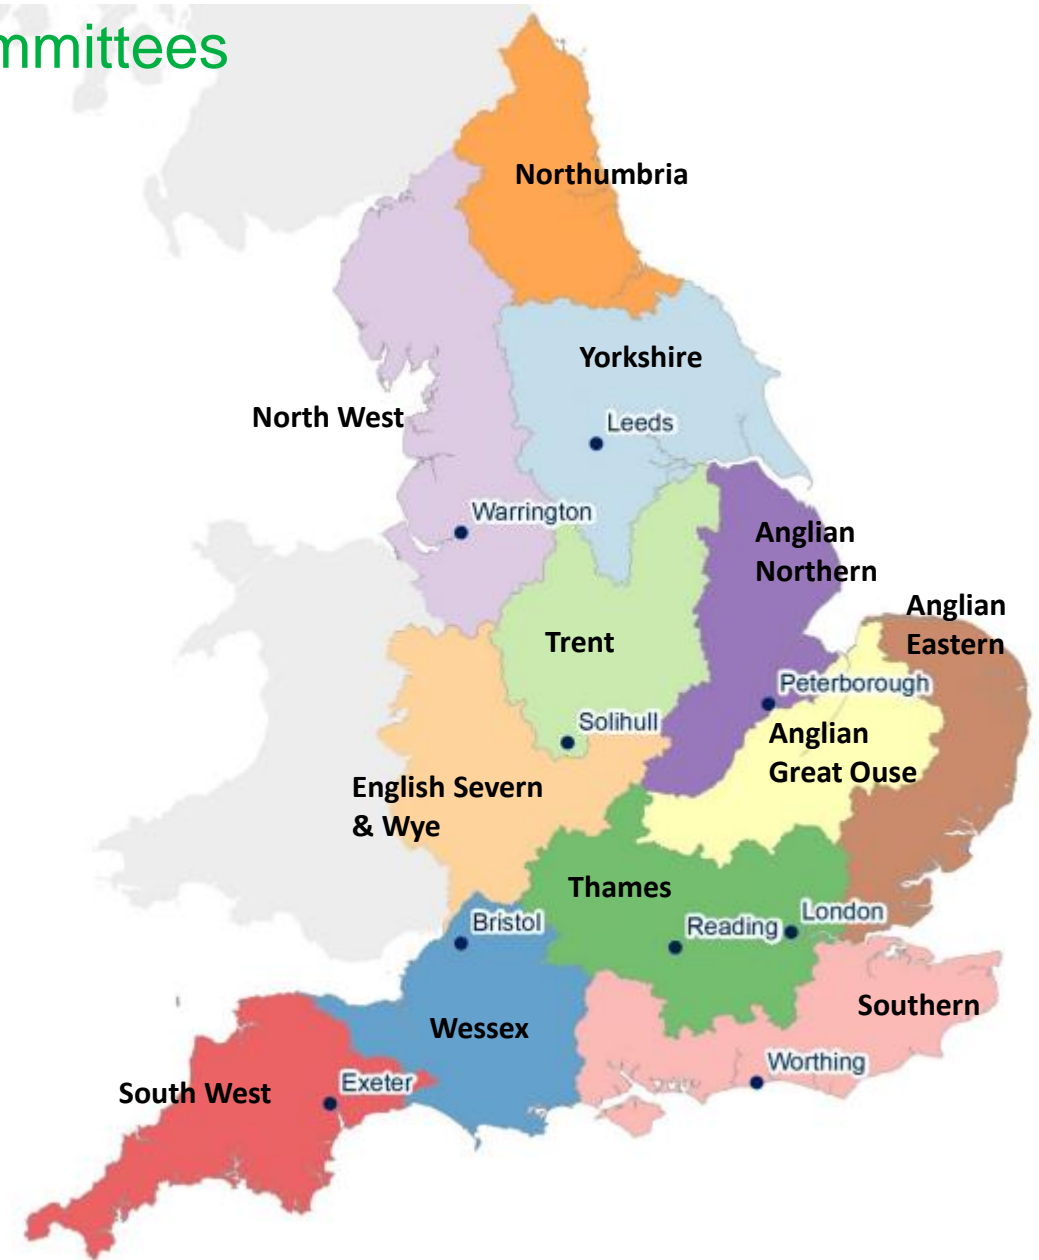 mmittees
Northumbria
Yorkshire
Leeds
North West
Warrington
Anglian
Northern
Anglian
Eastern
Trent
Peterborough
Solihull
Anglian
Great Ouse
English Severn
& Wye
Thames
Bristol
Reading
London
Southern
Wessex
Worthing
South West
Exeter